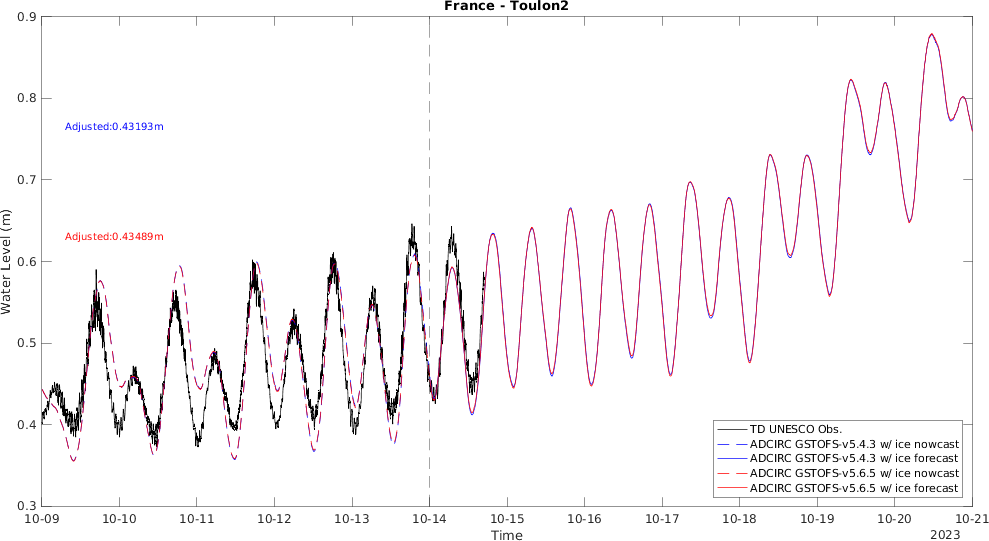 France - Toulon2
Water Level (m)
0.9
0.8
0.7
0.6
0.5
0.4
0.3
Adjusted:0.43193m
Adjusted:0.43489m
TD UNESCO Obs.
ADCIRC GSTOFS-v5.4.3 w/ ice nowcast
ADCIRC GSTOFS-v5.4.3 w/ ice forecast
ADCIRC GSTOFS-v5.6.5 w/ ice nowcast
ADCIRC GSTOFS-v5.6.5 w/ ice forecast
10-09 10-10 10-11 10-12 10-13 10-14 10-15 10-16 10-17 10-18 10-19 10-20 10-21
Time
2023